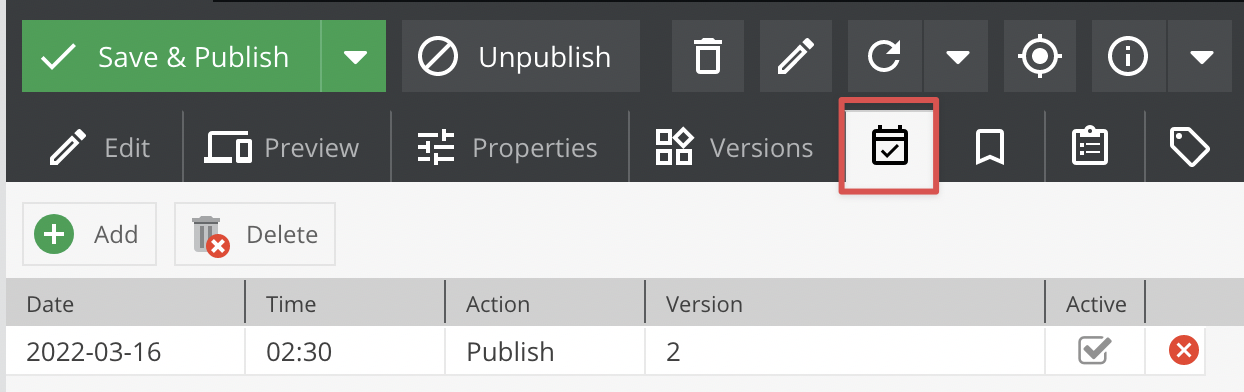 Save & Publish Unpublish
Edit Preview Properties Versions
Add Delete
Date Time Action Version Active
2022-03-16 02:30 Publish 2